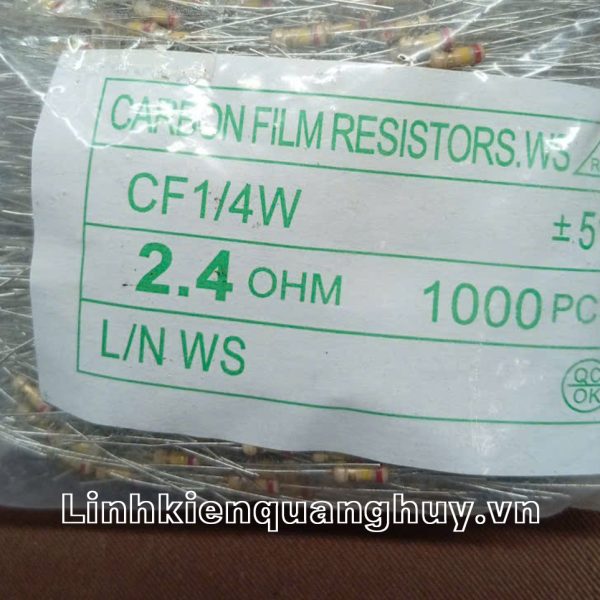 CARBON FILM RESISTORS.WS
R
CF1/4W ±5
2.4 OHM 1000 PC
L/N WS
QC
OK
Linhkienquanghuy.vn